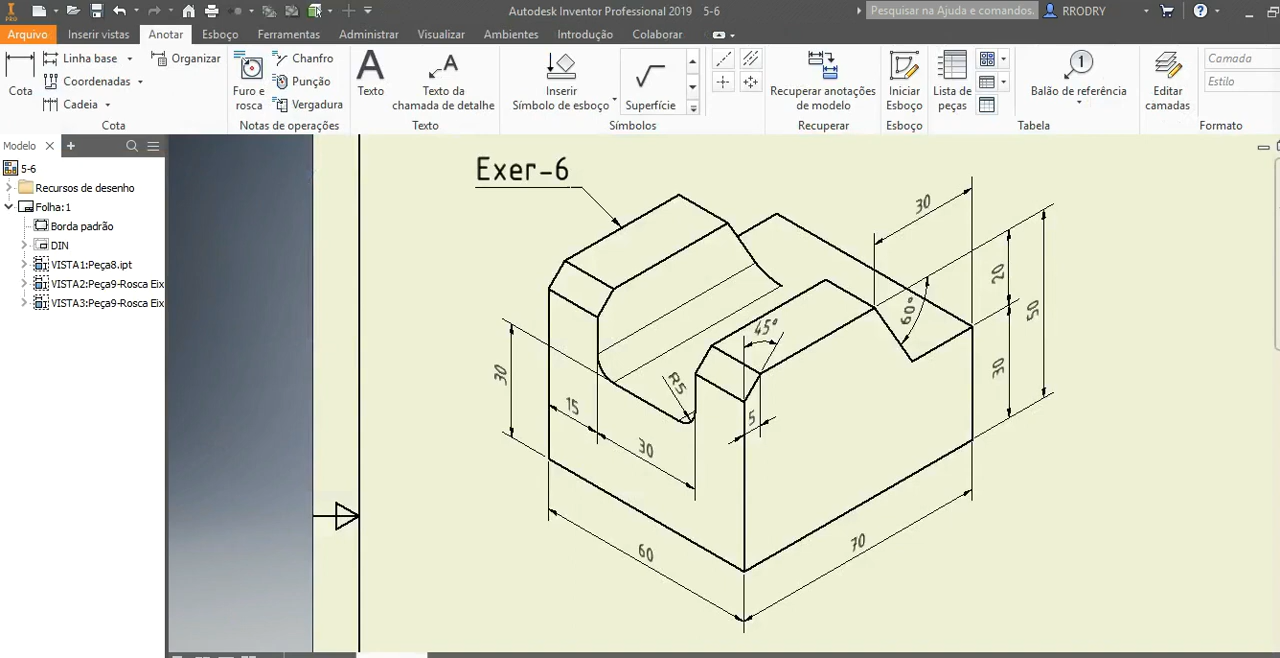 PRO
Autodesk Inventor Professional 2019 5-6
Pesquisar na Ajuda e comandos.
RRODRY
Arquivo Inserir vistas Anotar Esboço Ferramentas Administrar Visualizar Ambientes Introdução Colaborar
Cota
Linha base
Coordenadas
Cadeia
Organizar
Cota
Furo e rosca
Chanfro
Punção
Vergadura
Notas de operações
Texto
Texto da chamada de detalhe
Texto
Inserir
Símbolo de esboço
Superfície
Símbolos
Recuperar anotações de modelo
Recuperar
Iniciar Esboço
Esboço
Lista de peças
Balão de referência
Tabela
Editar camadas
Camada
Estilo
Formato
Modelo
5-6
Recursos de desenho
Folha:1
Borda padrão
DIN
VISTA1:Peça8.ipt
VISTA2:Peça9-Rosca Eix
VISTA3:Peça9-Rosca Eix
Exer-6
30
20
50
60°
45°
30
30
R5
15
5
30
60
70